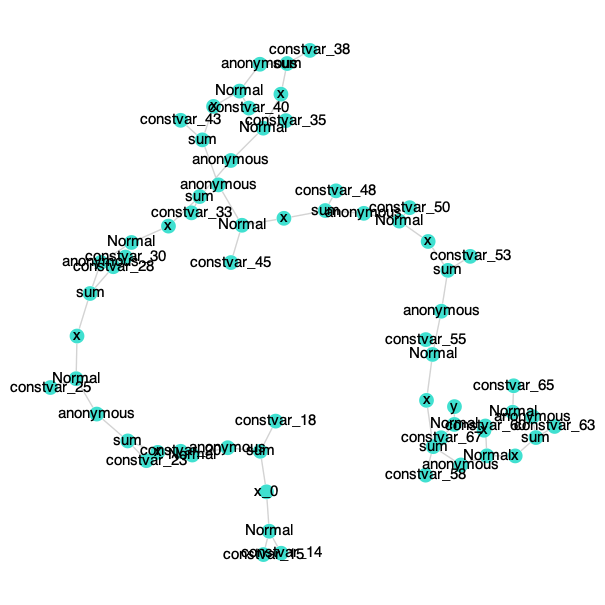 constvar_38
anonymous
sum
Normal
x
x
constvar_40
constvar_43
constvar_35
Normal
sum
anonymous
anonymous
constvar_48
sum
constvar_33
sum
anonymous
constvar_50
x
Normal
x
Normal
Normal
x
constvar_30
anonymous
constvar_28
constvar_45
constvar_53
sum
sum
anonymous
x
constvar_55
Normal
Normal
constvar_25
constvar_65
x
y
anonymous
Normal
anonymous
constvar_18
Normal
constvar_63
x
sum
constvar_67
sum
sum
anonymous
sum
x
Normal
constvar_23
Normal
x
anonymous
constvar_58
x_0
Normal
constvar_14
constvar_15